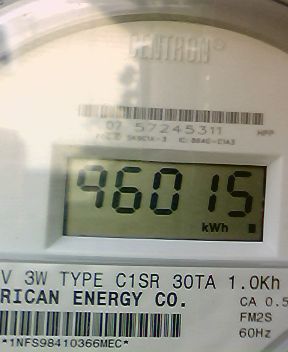 CENTRON®
07 57245311 HPP
96015
kWh
V 3W TYPE C1SR 30TA 1.0Kh
RICAN ENERGY CO.
CA 0.5
FM2S
60Hz
*1NFS98410366MEC*